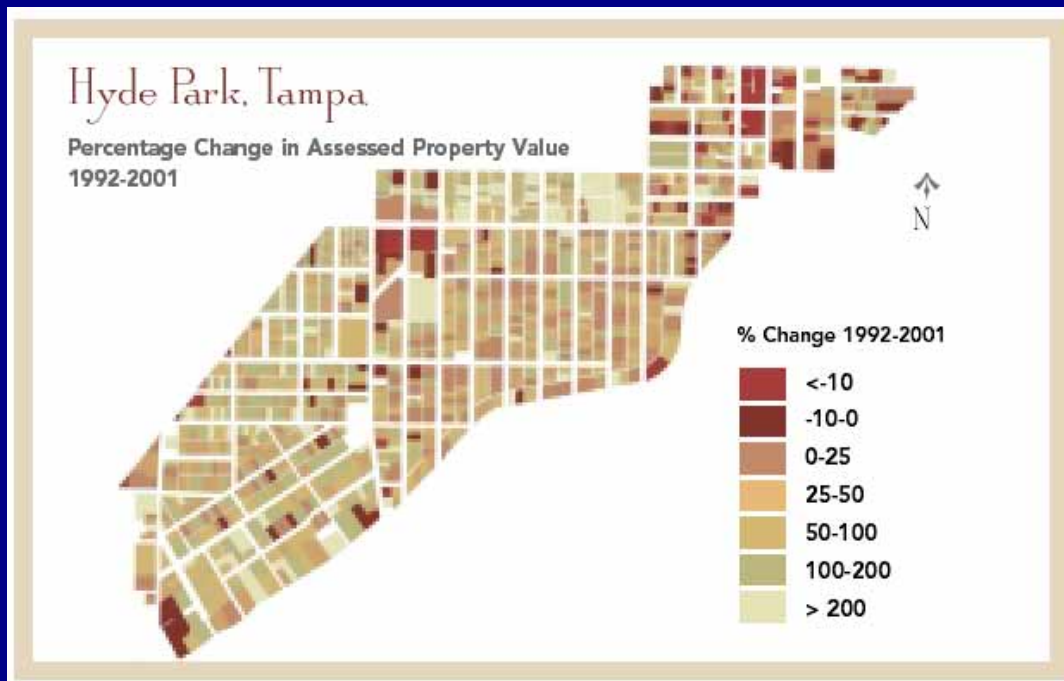 Hyde Park, Tampa
Percentage Change in Assessed Property Value
1992-2001
N
% Change 1992-2001
<-10
-10-0
0-25
25-50
50-100
100-200
> 200